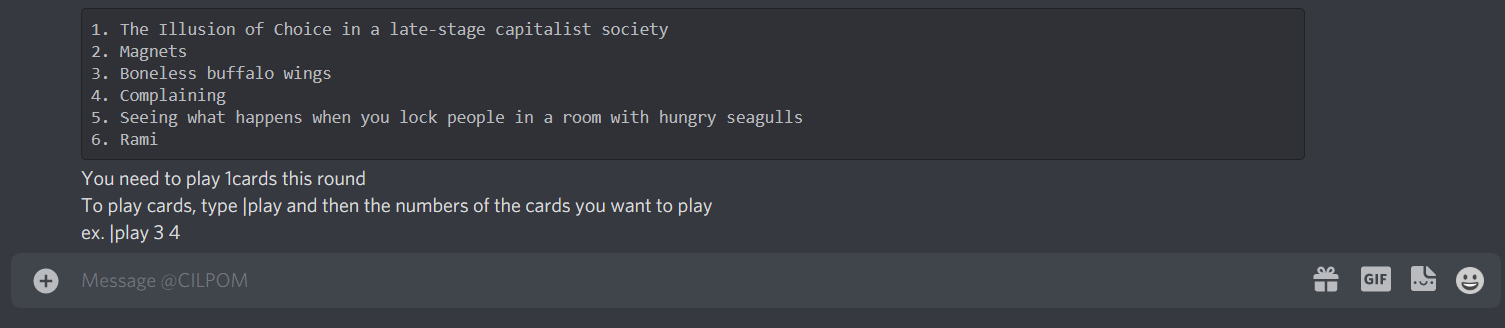 1. The Illusion of Choice in a late-stage capitalist society
2. Magnets
3. Boneless buffalo wings
4. Complaining
5. Seeing what happens when you lock people in a room with hungry seagulls
6. Rami
You need to play 1cards this round
To play cards, type |play and then the numbers of the cards you want to play
ex. |play 3 4
Message @CILPOM
GIF